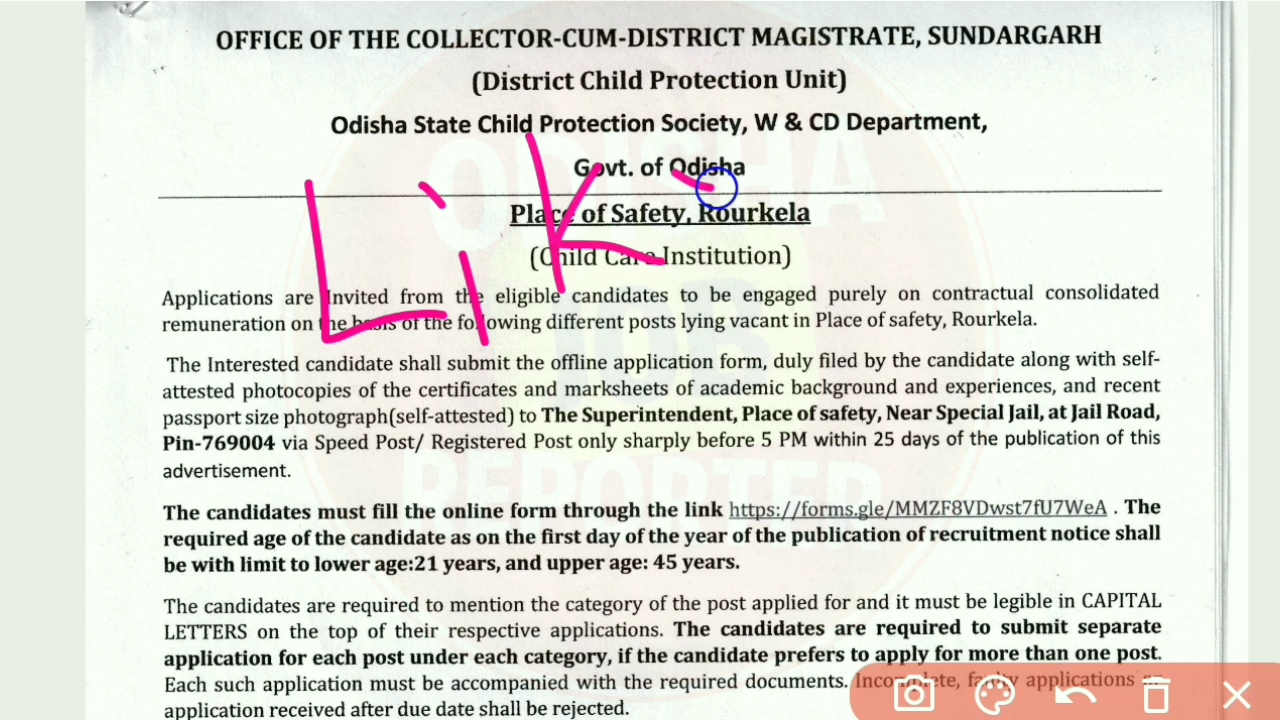 OFFICE OF THE COLLECTOR-CUM-DISTRICT MAGISTRATE, SUNDARGARH
(District Child Protection Unit)
Odisha State Child Protection Society, W & CD Department,
Govt. of Odisha
Place of Safety, Rourkela
(Child Care Institution)
LiK
Applications are Invited from the eligible candidates to be engaged purely on contractual consolidated
remuneration on the basis of the following different posts lying vacant in Place of safety, Rourkela.
The Interested candidate shall submit the offline application form, duly filed by the candidate along with self-
attested photocopies of the certificates and marksheets of academic background and experiences, and recent
passport size photograph(self-attested) to The Superintendent, Place of safety, Near Special Jail, at Jail Road,
Pin-769004 via Speed Post/ Registered Post only sharply before 5 PM within 25 days of the publication of this
advertisement.
The candidates must fill the online form through the link https://forms.gle/MMZF8VDwst7fU7WeA . The
required age of the candidate as on the first day of the year of the publication of recruitment notice shall
be with limit to lower age:21 years, and upper age: 45 years.
The candidates are required to mention the category of the post applied for and it must be legible in CAPITAL
LETTERS on the top of their respective applications. The candidates are required to submit separate
application for each post under each category, if the candidate prefers to apply for more than one post.
Each such application must be accompanied with the required documents. Incomplete, faulty applications or
application received after due date shall be rejected.
ODISHA
JOB
REPORTER